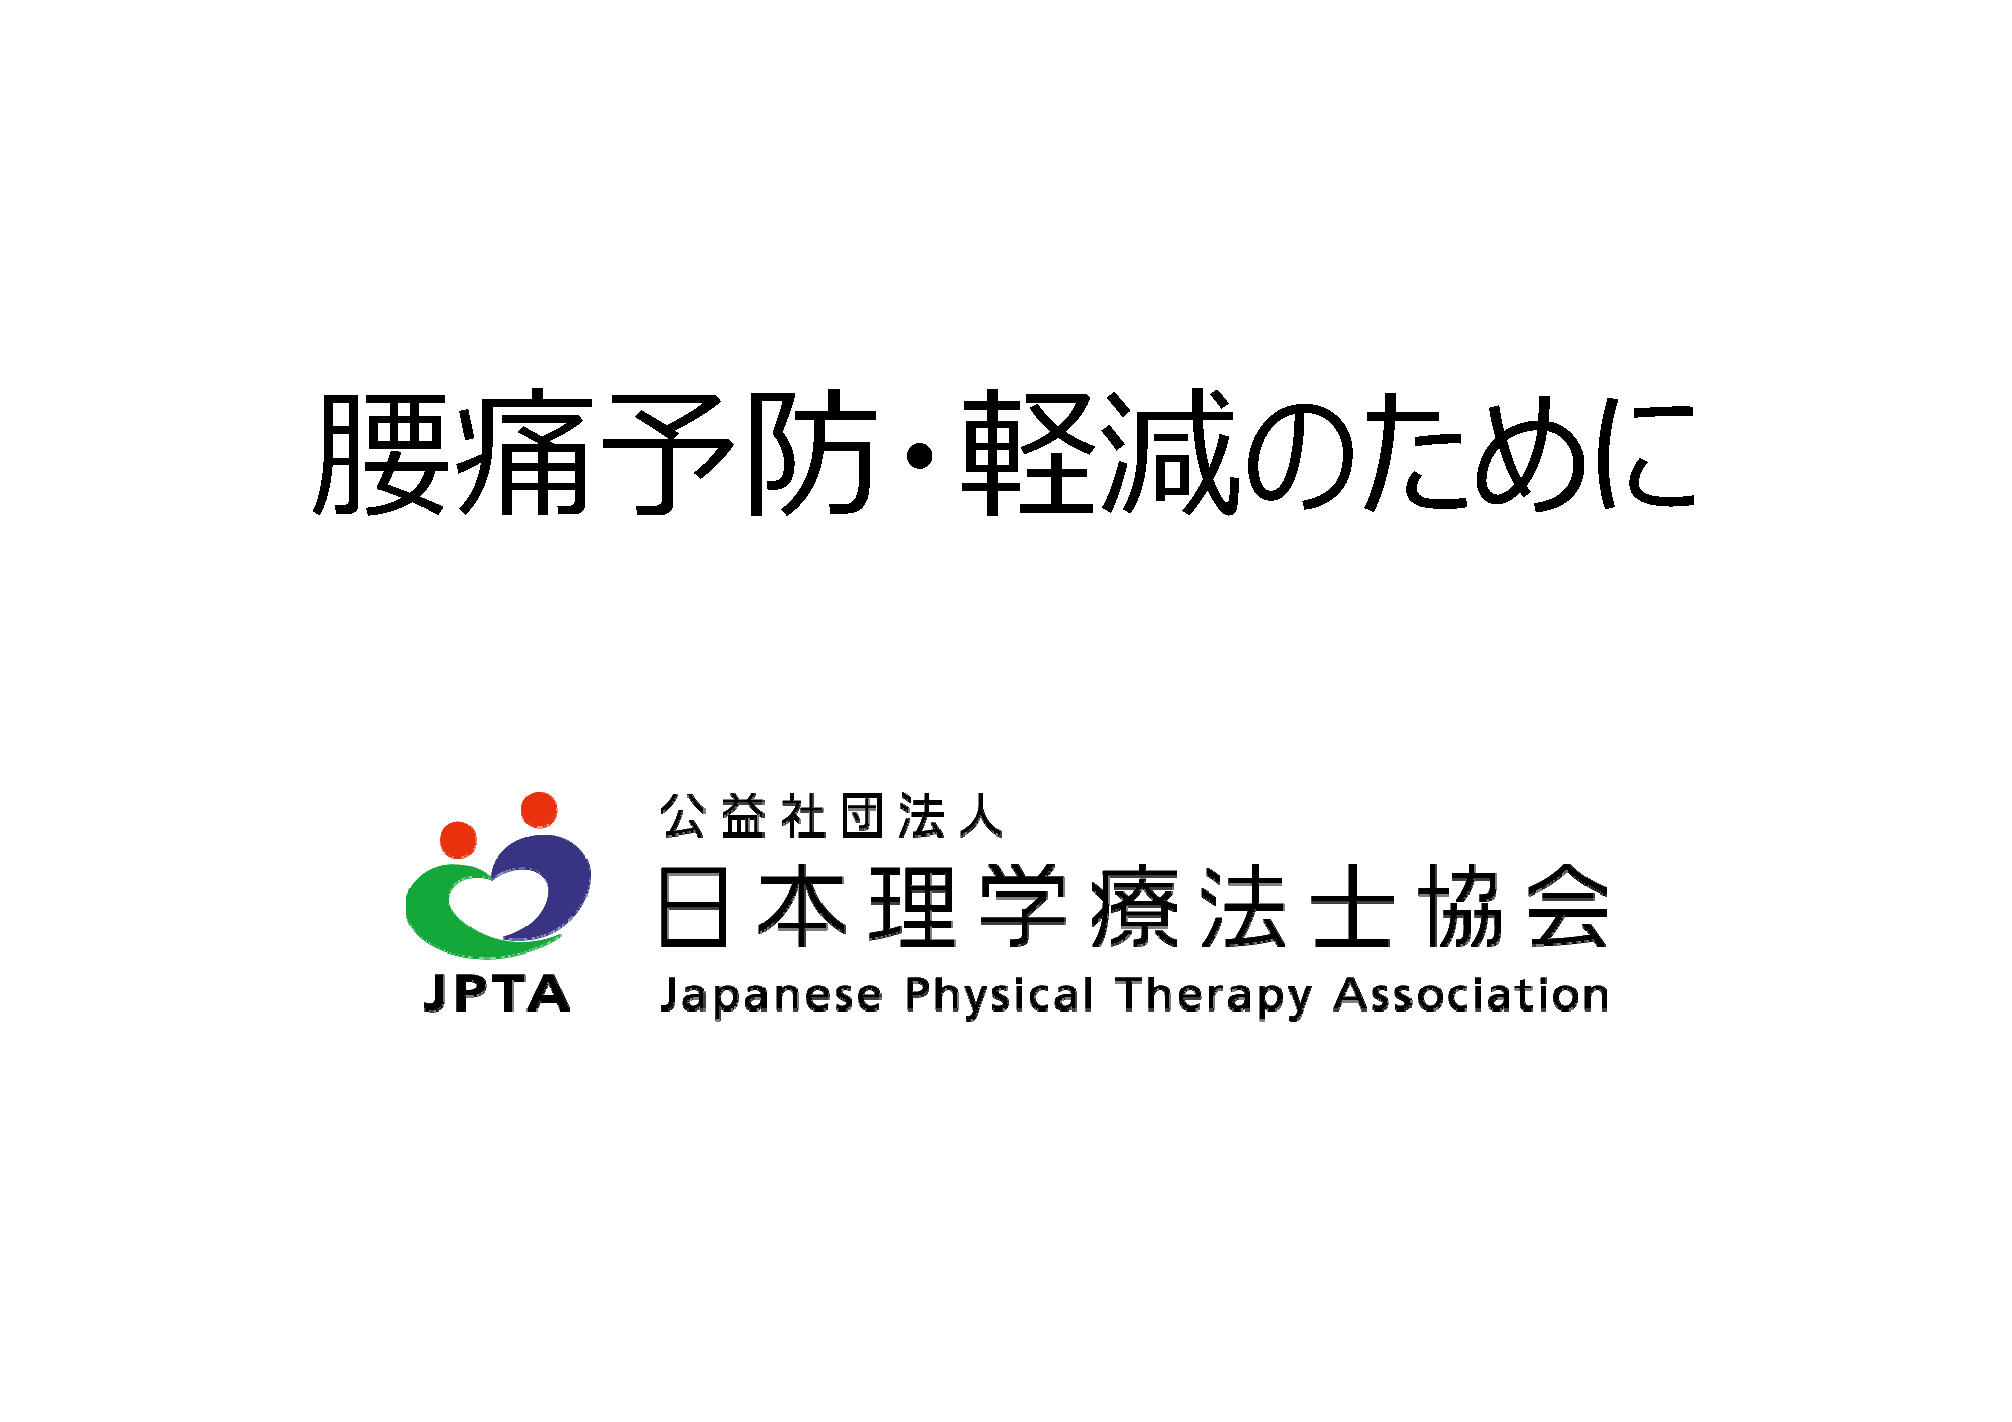 腰痛予防・軽減のために
公益社団法人
日本理学療法士協会
JPTA
Japanese Physical Therapy Association